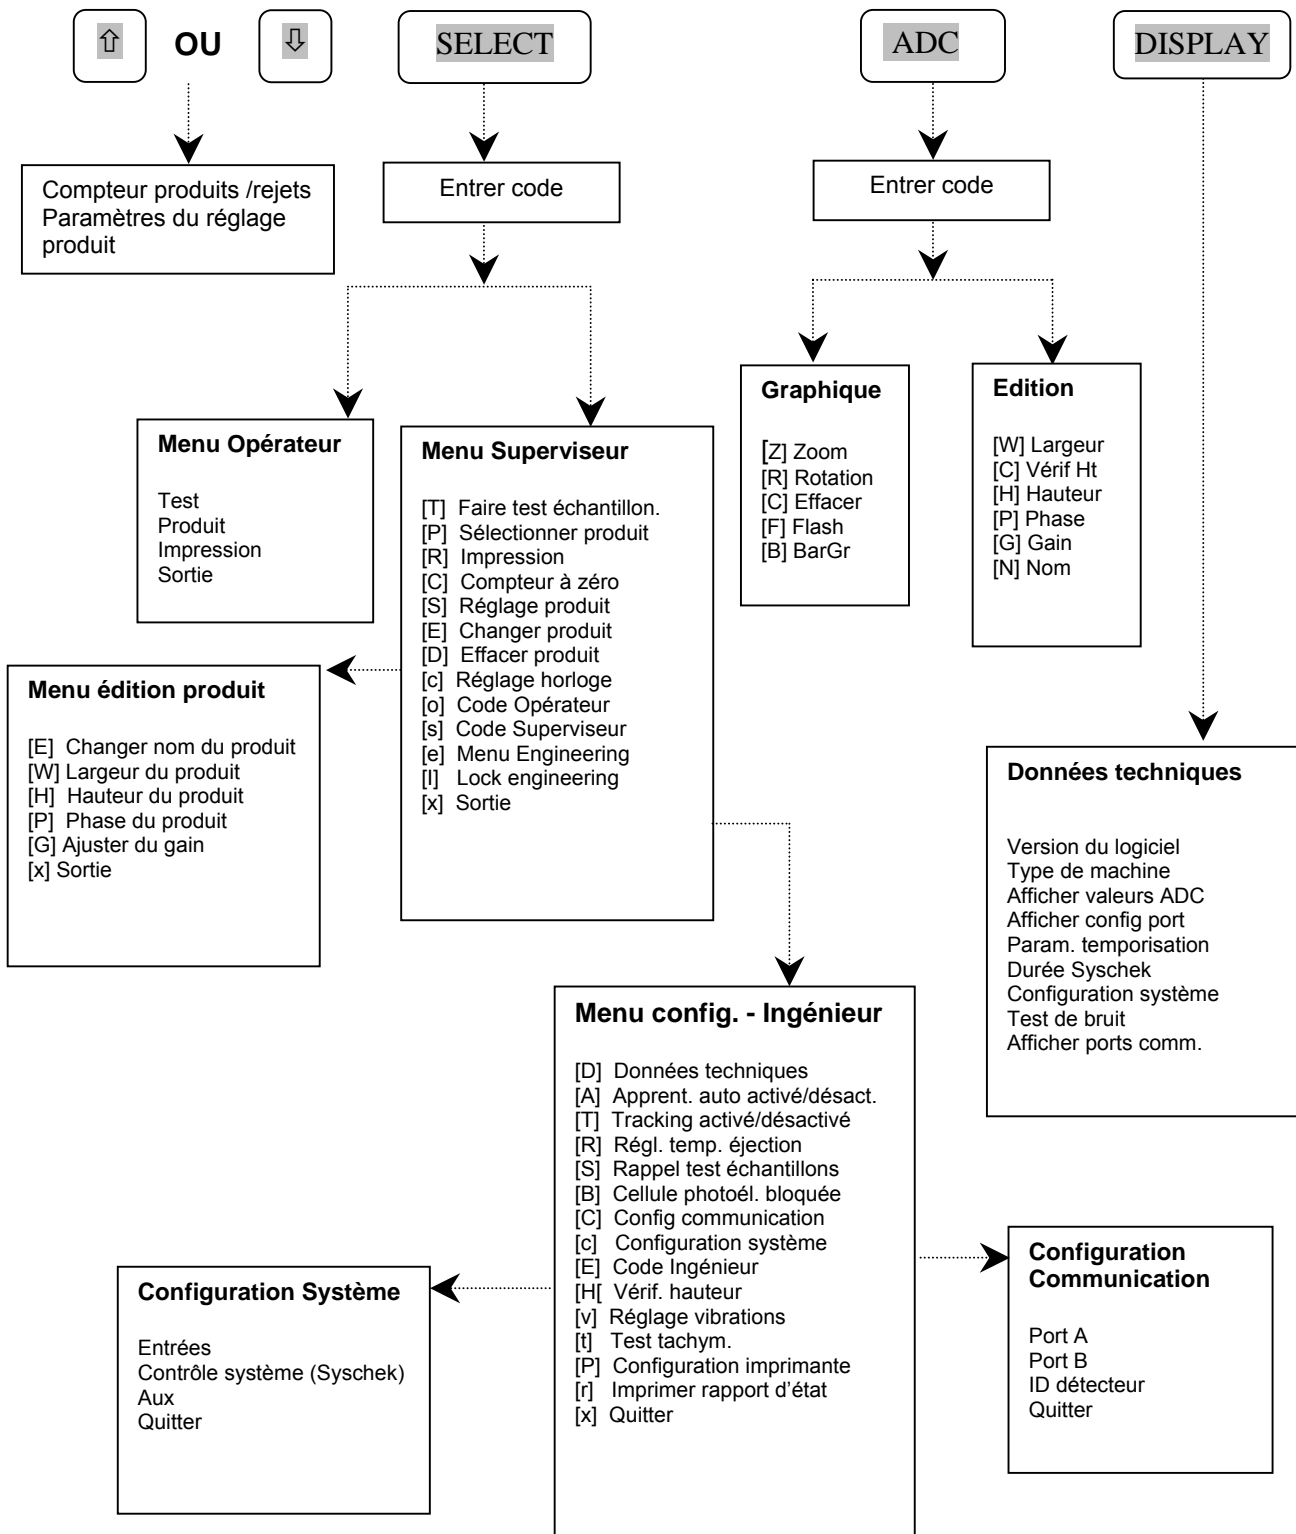 ⇧ OU ⇩ SELECT ADC DISPLAY
Compteur produits /rejets
Paramètres du réglage
produit
Entrer code
Entrer code
Menu Opérateur
Test
Produit
Impression
Sortie
Menu Superviseur
[T] Faire test échantillon.
[P] Sélectionner produit
[R] Impression
[C] Compteur à zéro
[S] Réglage produit
[E] Changer produit
[D] Effacer produit
[c] Réglage horloge
[o] Code Opérateur
[s] Code Superviseur
[e] Menu Engineering
[l] Lock engineering
[x] Sortie
Graphique
[Z] Zoom
[R] Rotation
[C] Effacer
[F] Flash
[B] BarGr
Edition
[W] Largeur
[C] Vérif Ht
[H] Hauteur
[P] Phase
[G] Gain
[N] Nom
Menu édition produit
[E] Changer nom du produit
[W] Largeur du produit
[H] Hauteur du produit
[P] Phase du produit
[G] Ajuster du gain
[x] Sortie
Données techniques
Version du logiciel
Type de machine
Afficher valeurs ADC
Afficher config port
Param. temporisation
Durée Syschek
Configuration système
Test de bruit
Afficher ports comm.
Menu config. - Ingénieur
[D] Données techniques
[A] Apprent. auto activé/désact.
[T] Tracking activé/désactivé
[R] Régl. temp. éjection
[S] Rappel test échantillons
[B] Cellule photoél. bloquée
[C] Config communication
[c] Configuration système
[E] Code Ingénieur
[H[ Vérif. hauteur
[v] Réglage vibrations
[t] Test tachym.
[P] Configuration imprimante
[r] Imprimer rapport d’état
[x] Quitter
Configuration Système
Entrées
Contrôle système (Syschek)
Aux
Quitter
Configuration
Communication
Port A
Port B
ID détecteur
Quitter